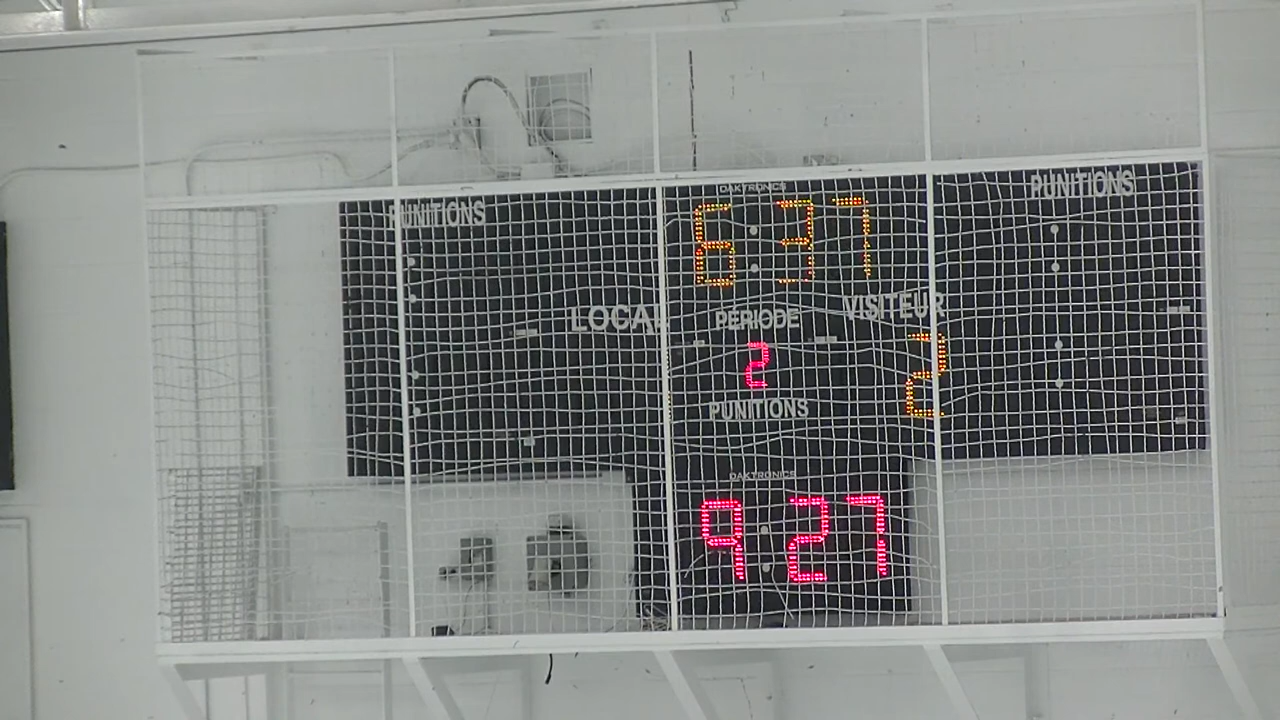 PUNITIONS
DAKTRONICS
PUNITIONS
6:37
LOCAL
PÉRIODE
VISITEUR
2
2
PUNITIONS
DAKTRONICS
9:27